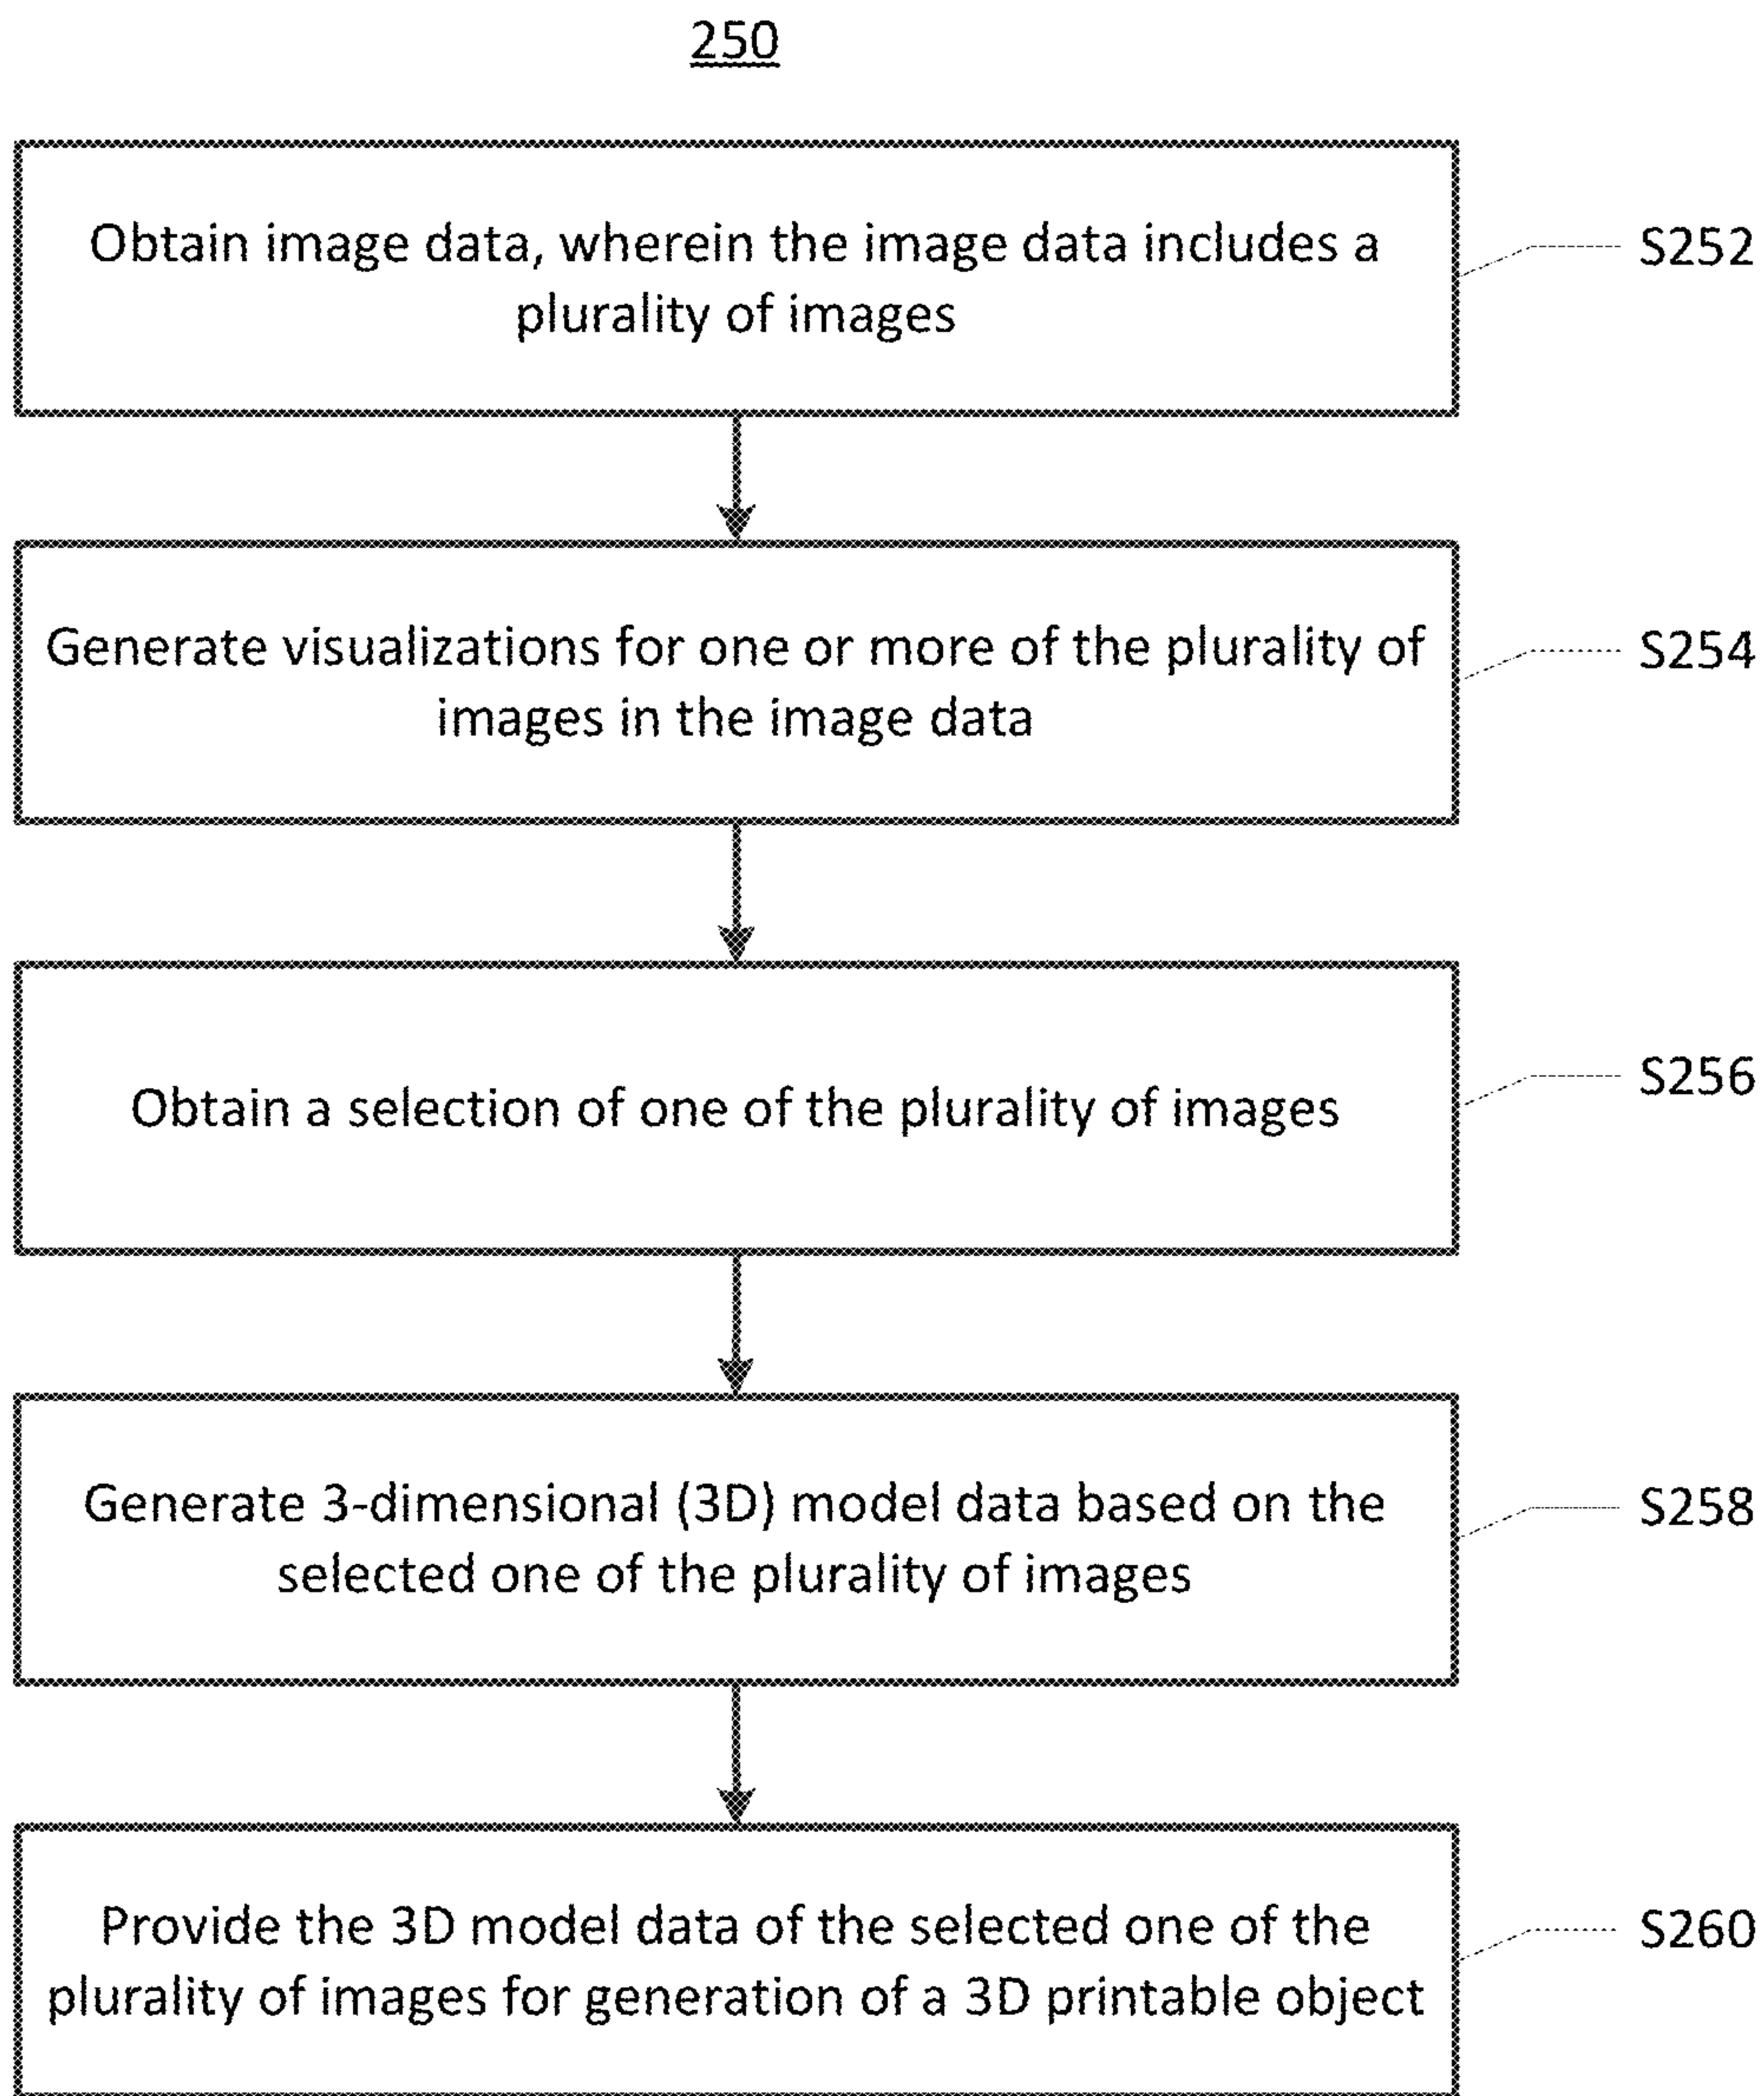 250
Obtain image data, wherein the image data includes a
plurality of images
S252
Generate visualizations for one or more of the plurality of
images in the image data
S254
Obtain a selection of one of the plurality of images
S256
Generate 3-dimensional (3D) model data based on the
selected one of the plurality of images
S258
Provide the 3D model data of the selected one of the
plurality of images for generation of a 3D printable object
S260